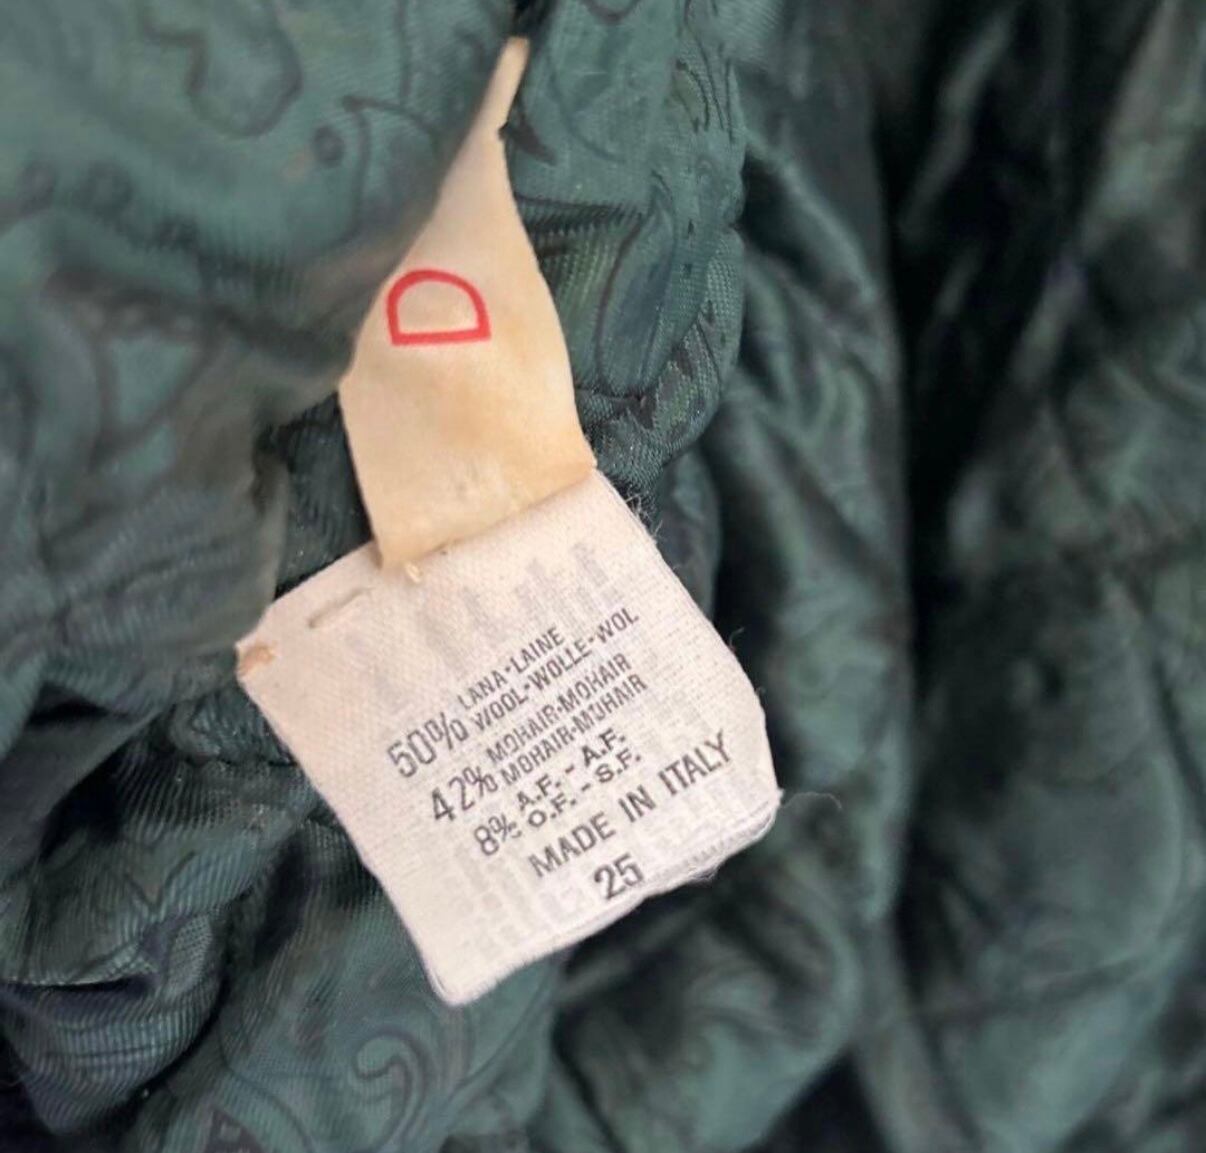 D
50% LANA-LAINE
WOOL-WOLLE-WOL
42% MOHAIR-MOHAIR
MOHAIR-MOHAIR
8% A.F. - A.F.
O.F. - S.F.
MADE IN ITALY
25